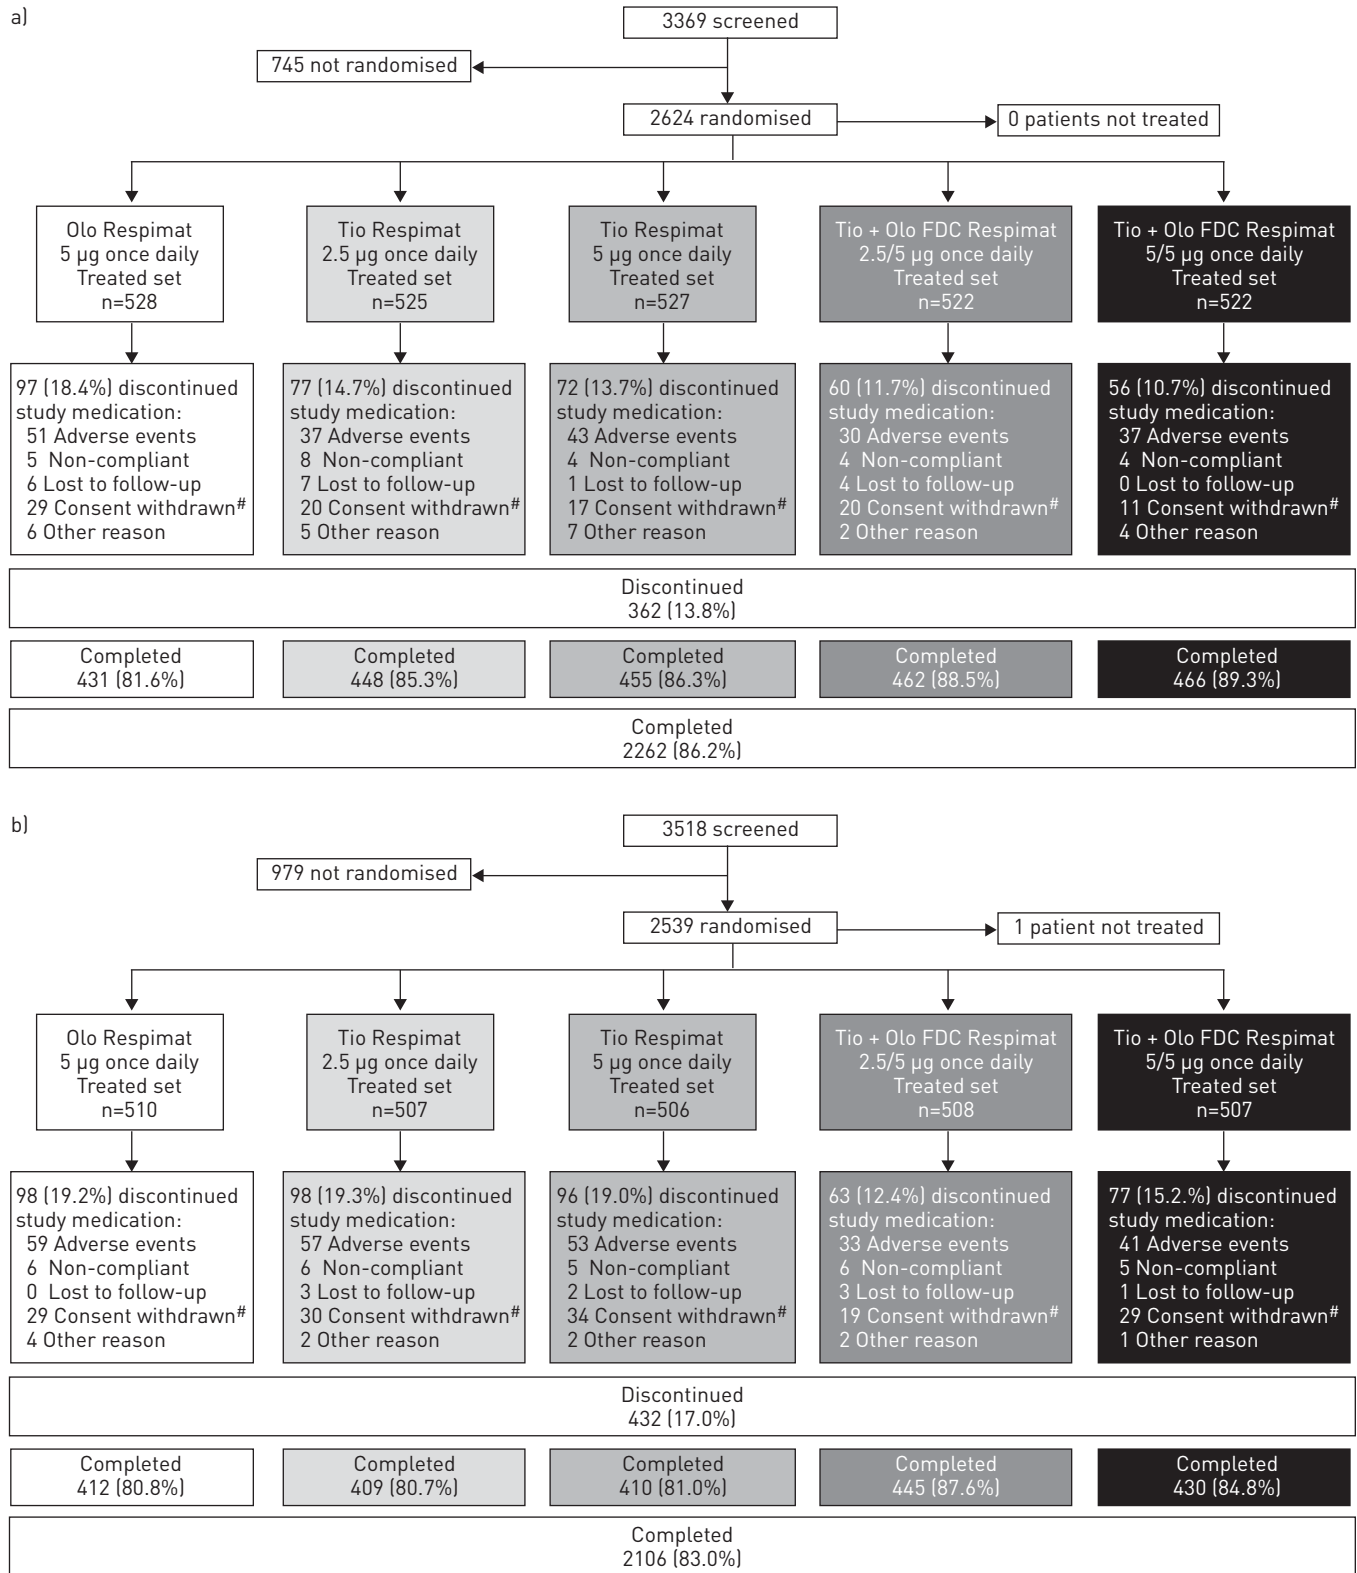 a)
3369 screened
745 not randomised
2624 randomised
0 patients not treated
Olo Respimat
5 µg once daily
Treated set
n=528
Tio Respimat
2.5 µg once daily
Treated set
n=525
Tio Respimat
5 µg once daily
Treated set
n=527
Tio + Olo FDC Respimat
2.5/5 µg once daily
Treated set
n=522
Tio + Olo FDC Respimat
5/5 µg once daily
Treated set
n=522
97 (18.4%) discontinued
study medication:
51 Adverse events
5 Non-compliant
6 Lost to follow-up
29 Consent withdrawn#
6 Other reason
77 (14.7%) discontinued
study medication:
37 Adverse events
8 Non-compliant
7 Lost to follow-up
20 Consent withdrawn#
5 Other reason
72 (13.7%) discontinued
study medication:
43 Adverse events
4 Non-compliant
1 Lost to follow-up
17 Consent withdrawn#
7 Other reason
60 (11.7%) discontinued
study medication:
30 Adverse events
4 Non-compliant
4 Lost to follow-up
20 Consent withdrawn#
2 Other reason
56 (10.7%) discontinued
study medication:
37 Adverse events
4 Non-compliant
0 Lost to follow-up
11 Consent withdrawn#
4 Other reason
Discontinued
362 (13.8%)
Completed
431 (81.6%)
Completed
448 (85.3%)
Completed
455 (86.3%)
Completed
462 (88.5%)
Completed
466 (89.3%)
Completed
2262 (86.2%)
b)
3518 screened
979 not randomised
2539 randomised
1 patient not treated
Olo Respimat
5 µg once daily
Treated set
n=510
Tio Respimat
2.5 µg once daily
Treated set
n=507
Tio Respimat
5 µg once daily
Treated set
n=506
Tio + Olo FDC Respimat
2.5/5 µg once daily
Treated set
n=508
Tio + Olo FDC Respimat
5/5 µg once daily
Treated set
n=507
98 (19.2%) discontinued
study medication:
59 Adverse events
6 Non-compliant
0 Lost to follow-up
29 Consent withdrawn#
4 Other reason
98 (19.3%) discontinued
study medication:
57 Adverse events
6 Non-compliant
3 Lost to follow-up
30 Consent withdrawn#
2 Other reason
96 (19.0%) discontinued
study medication:
53 Adverse events
5 Non-compliant
2 Lost to follow-up
34 Consent withdrawn#
2 Other reason
63 (12.4%) discontinued
study medication:
33 Adverse events
6 Non-compliant
3 Lost to follow-up
19 Consent withdrawn#
2 Other reason
77 (15.2.%) discontinued
study medication:
41 Adverse events
5 Non-compliant
1 Lost to follow-up
29 Consent withdrawn#
1 Other reason
Discontinued
432 (17.0%)
Completed
412 (80.8%)
Completed
409 (80.7%)
Completed
410 (81.0%)
Completed
445 (87.6%)
Completed
430 (84.8%)
Completed
2106 (83.0%)